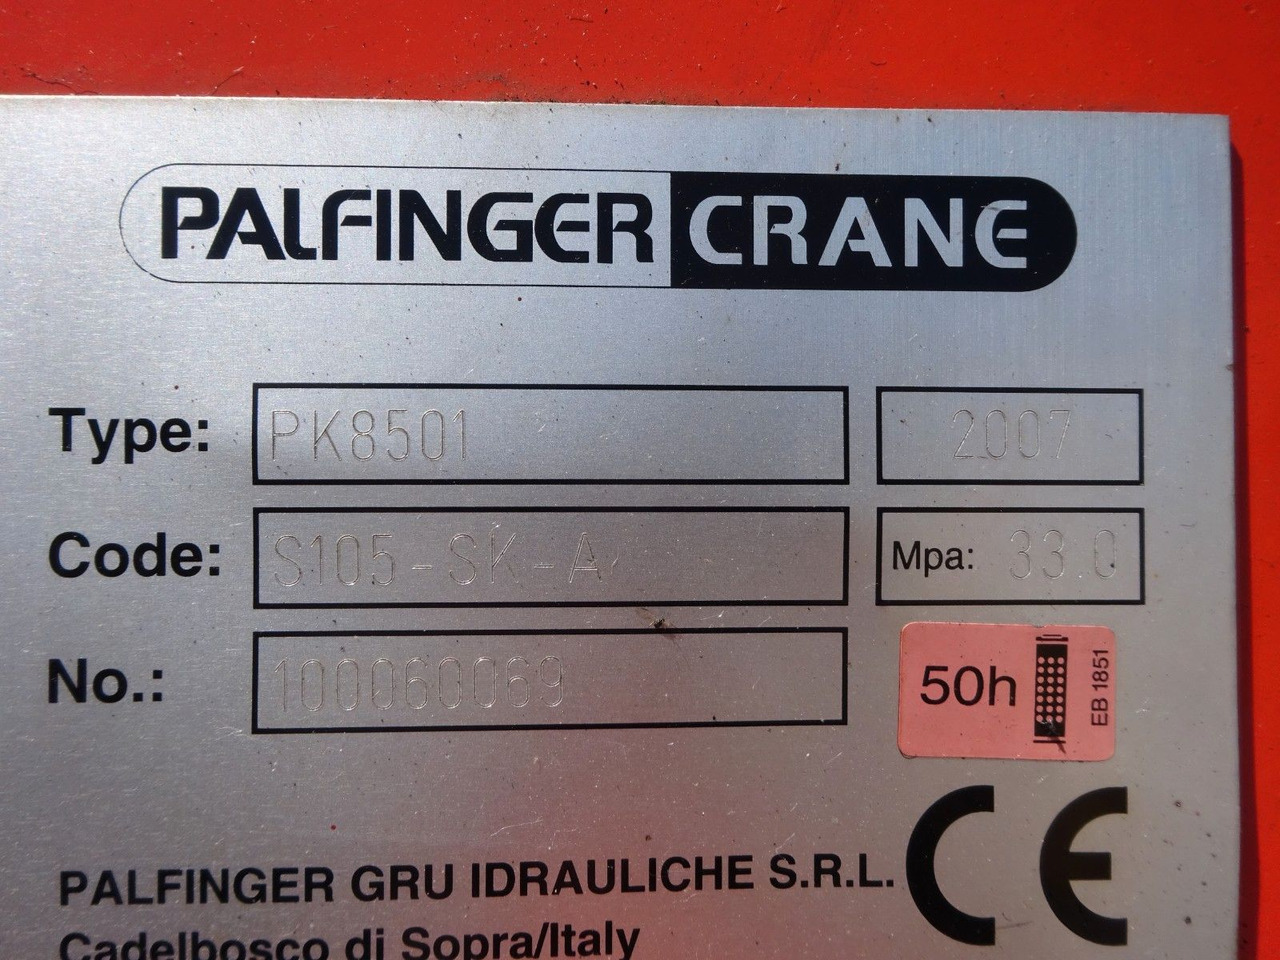 PALFINGER CRANE
Type: PK8501 2007
Code: S105-SK-A Mpa: 33.0
No.: 100060069
50h EB 1851
CE
PALFINGER GRU IDRAULICHE S.R.L.
Cadelbosco di Sopra/Italy